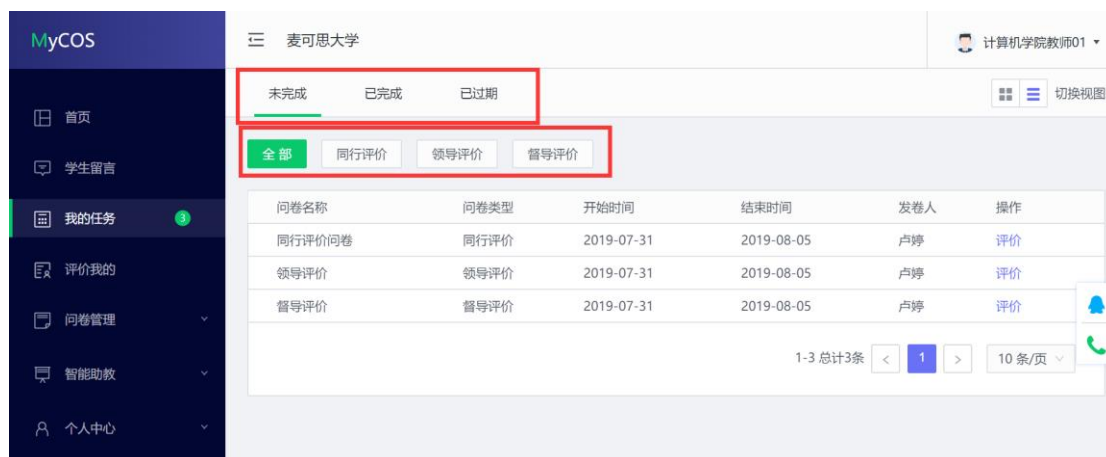 MyCOS
麦可思大学
计算机学院教师01
未完成 已完成 已过期
切换视图
首页
学生留言
我的任务 3
评价我的
问卷管理
智能助教
个人中心
全部 同行评价 领导评价 督导评价
问卷名称 问卷类型 开始时间 结束时间 发卷人 操作
同行评价问卷 同行评价 2019-07-31 2019-08-05 卢婷 评价
领导评价 领导评价 2019-07-31 2019-08-05 卢婷 评价
督导评价 督导评价 2019-07-31 2019-08-05 卢婷 评价
1-3 总计3条 < 1 > 10 条/页